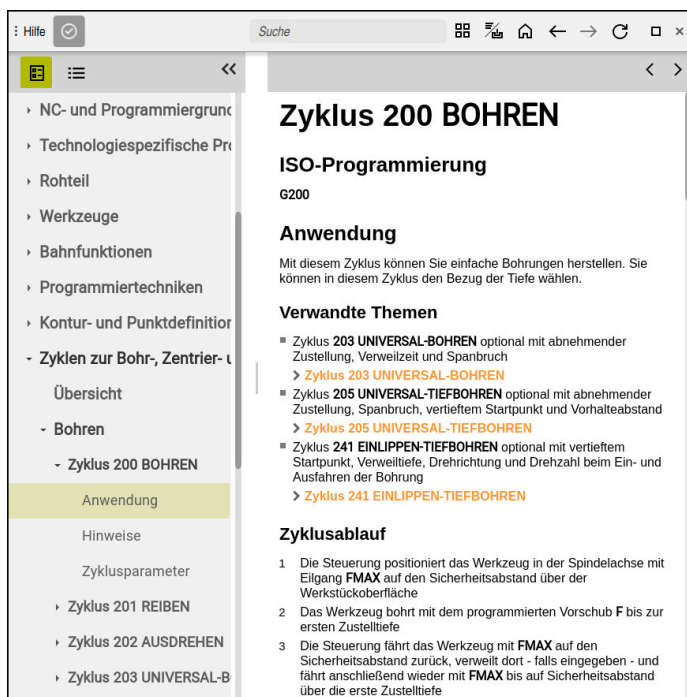 Hilfe
Suche
NC- und Programmiergrund
Technologiespezifische Pro
Rohteil
Werkzeuge
Bahnfunktionen
Programmiertechniken
Kontur- und Punktdefinition
Zyklen zur Bohr-, Zentrier- u
Übersicht
Bohren
Zyklus 200 BOHREN
Anwendung
Hinweise
Zyklusparameter
Zyklus 201 REIBEN
Zyklus 202 AUSDREHEN
Zyklus 203 UNIVERSAL-B
Zyklus 200 BOHREN
ISO-Programmierung
G200
Anwendung
Mit diesem Zyklus können Sie einfache Bohrungen herstellen. Sie
können in diesem Zyklus den Bezug der Tiefe wählen.
Verwandte Themen
Zyklus 203 UNIVERSAL-BOHREN optional mit abnehmender
Zustellung, Verweilzeit und Spanbruch
Zyklus 203 UNIVERSAL-BOHREN
Zyklus 205 UNIVERSAL-TIEFBOHREN optional mit abnehmender
Zustellung, Spanbruch, vertieftem Startpunkt und Vorhalteabstand
Zyklus 205 UNIVERSAL-TIEFBOHREN
Zyklus 241 EINLIPPEN-TIEFBOHREN optional mit vertieftem
Startpunkt, Verweiltiefe, Drehrichtung und Drehzahl beim Ein- und
Ausfahren der Bohrung
Zyklus 241 EINLIPPEN-TIEFBOHREN
Zyklusablauf
1 Die Steuerung positioniert das Werkzeug in der Spindelachse mit
Eilgang FMAX auf den Sicherheitsabstand über der
Werkstückoberfläche
2 Das Werkzeug bohrt mit dem programmierten Vorschub F bis zur
ersten Zustelltiefe
3 Die Steuerung fährt das Werkzeug mit FMAX auf den
Sicherheitsabstand zurück, verweilt dort - falls eingegeben - und
fährt anschließend wieder mit FMAX bis auf Sicherheitsabstand
über die erste Zustelltiefe